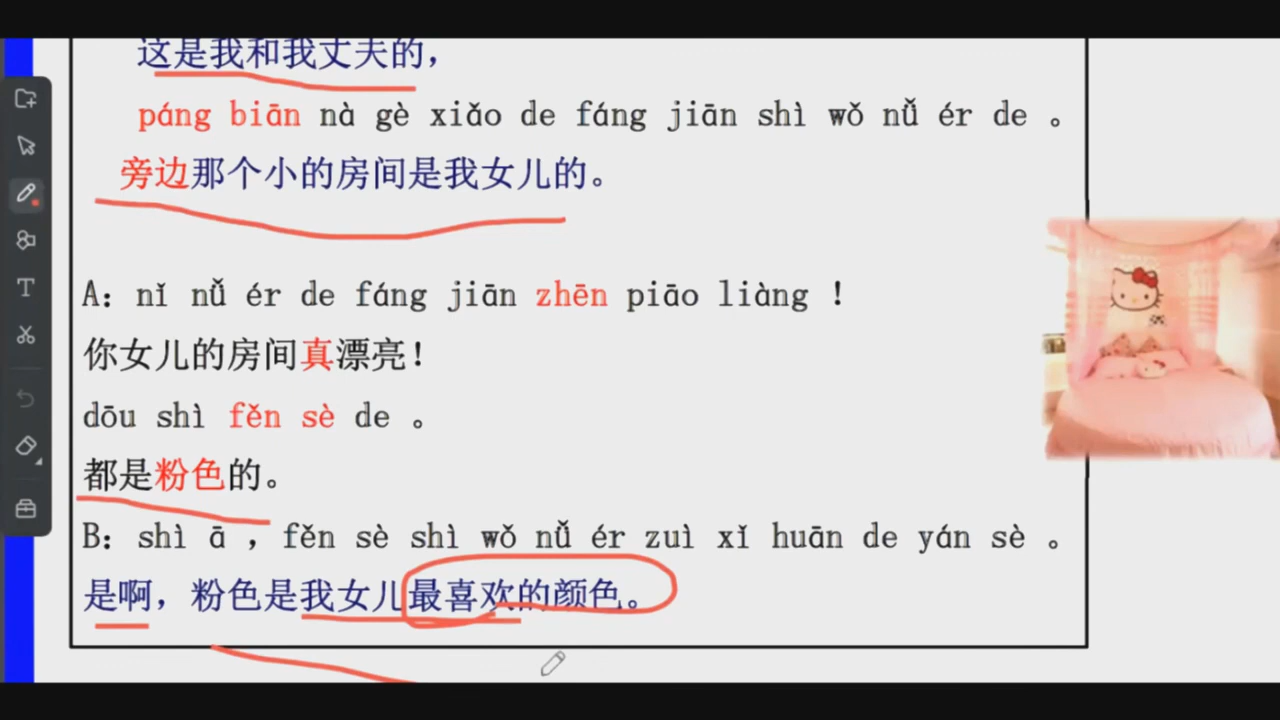 这是我和我丈夫的，
páng biān nà gè xiǎo de fáng jiān shì wǒ nǚ ér de 。
旁边那个小的房间是我女儿的。
A: nǐ nǚ ér de fáng jiān zhēn piāo liàng ！
你女儿的房间真漂亮！
dōu shì fěn sè de 。
都是粉色的。
B: shì ā ，fěn sè shì wǒ nǚ ér zuì xǐ huān de yán sè 。
是啊，粉色是我女儿最喜欢的颜色。